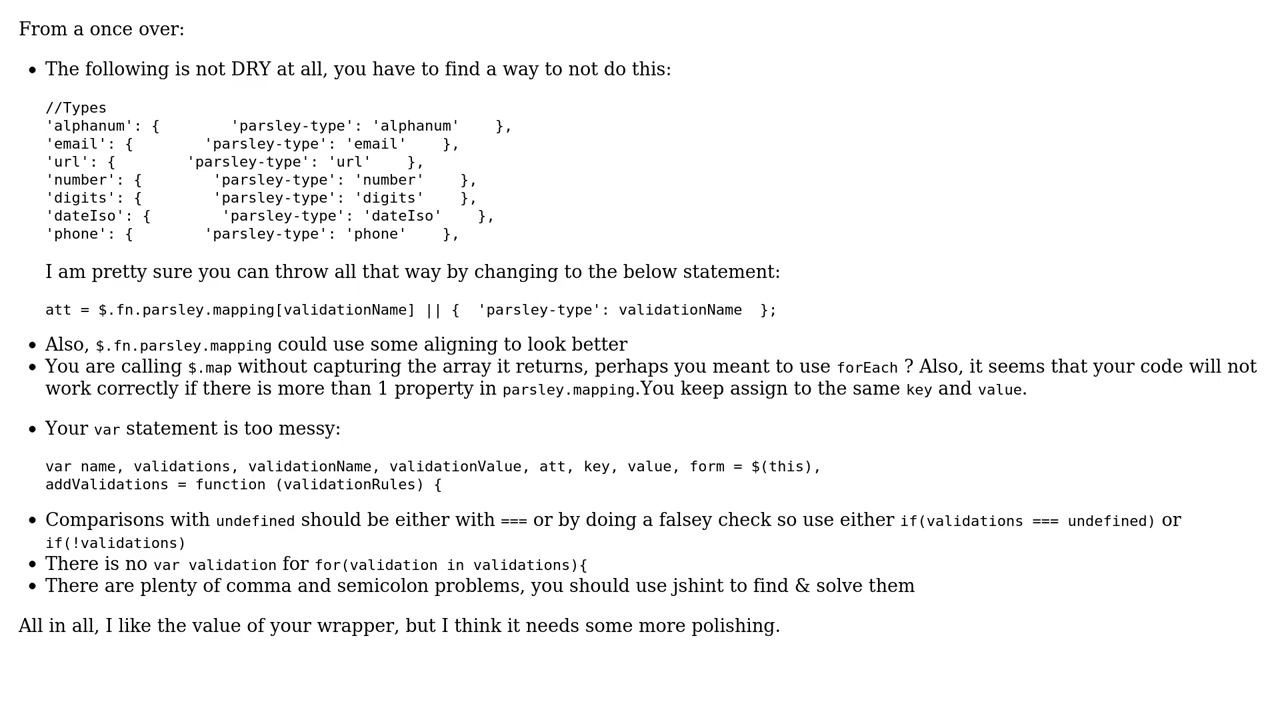 From a once over:
• The following is not DRY at all, you have to find a way to not do this:
//Types
'alphanum': {        'parsley-type': 'alphanum'    },
'email': {        'parsley-type': 'email'    },
'url': {        'parsley-type': 'url'    },
'number': {        'parsley-type': 'number'    },
'digits': {        'parsley-type': 'digits'    },
'dateIso': {        'parsley-type': 'dateIso'    },
'phone': {        'parsley-type': 'phone'    },
I am pretty sure you can throw all that way by changing to the below statement:
att = $.fn.parsley.mapping[validationName] || {  'parsley-type': validationName  };
• Also, $.fn.parsley.mapping could use some aligning to look better
• You are calling $.map without capturing the array it returns, perhaps you meant to use forEach ? Also, it seems that your code will not
work correctly if there is more than 1 property in parsley.mapping.You keep assign to the same key and value.
• Your var statement is too messy:
var name, validations, validationName, validationValue, att, key, value, form = $(this),
addValidations = function (validationRules) {
• Comparisons with undefined should be either with === or by doing a falsey check so use either if(validations === undefined) or
if(!validations)
• There is no var validation for for(validation in validations){
• There are plenty of comma and semicolon problems, you should use jshint to find & solve them
All in all, I like the value of your wrapper, but I think it needs some more polishing.